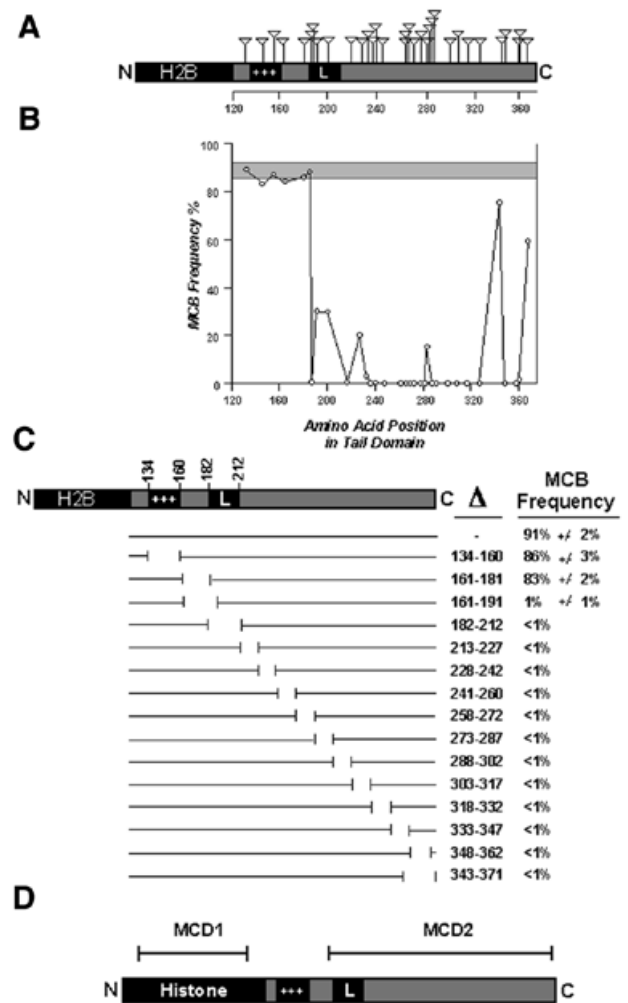 A
N H2B +++ L C
120 160 200 240 280 320 360
B
100
80
60
40
20
0
MCB Frequency %
120 160 200 240 280 320 360
Amino Acid Position
in Tail Domain
C
134 160 182 212
N H2B +++ L C Δ MCB
Frequency
- 91% +/- 2%
134-160 86% +/- 3%
161-181 83% +/- 2%
161-191 1% +/- 1%
182-212 <1%
213-227 <1%
228-242 <1%
241-260 <1%
258-272 <1%
273-287 <1%
288-302 <1%
303-317 <1%
318-332 <1%
333-347 <1%
348-362 <1%
343-371 <1%
D
MCD1 MCD2
N Histone +++ L C